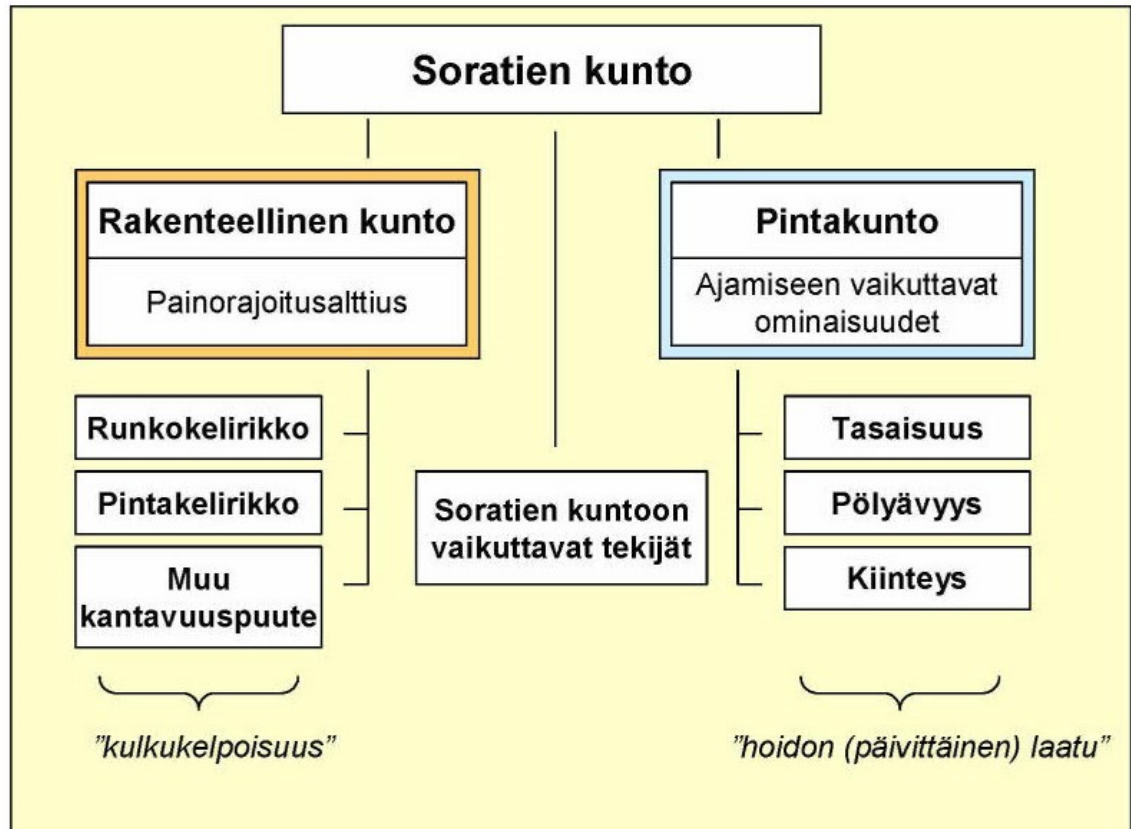 Soratien kunto
Rakenteellinen kunto
Painorajoitusalttius
Runkokelirikko
Pintakelirikko
Muu
kantavuuspuute
"kulkukelpoisuus"
Soratien kuntoon
vaikuttavat tekijät
Pintakunto
Ajamiseen vaikuttavat
ominaisuudet
Tasaisuus
Pölyävyys
Kiinteys
"hoidon (päivittäinen) laatu"